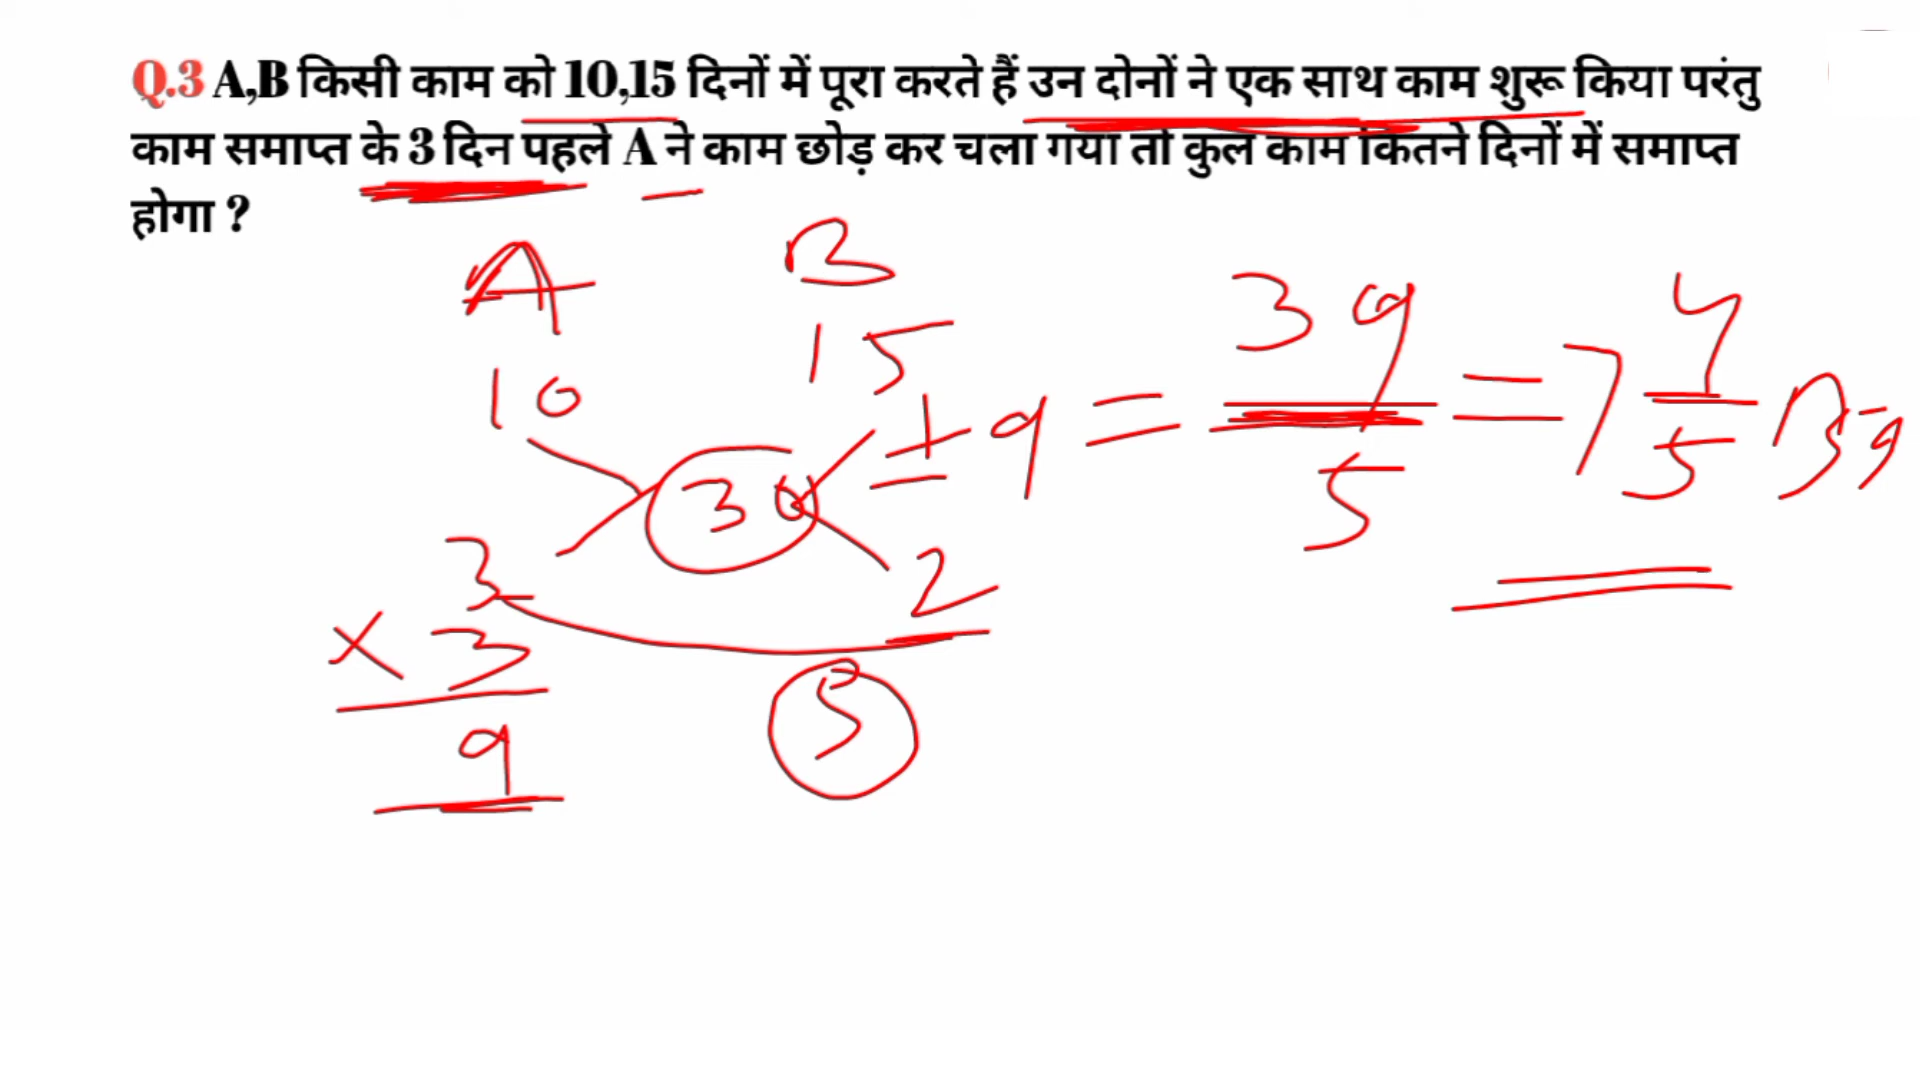 Q.3 A,B किसी काम को 10,15 दिनों में पूरा करते हैं उन दोनों ने एक साथ काम शुरू किया परंतु
काम समाप्त के 3 दिन पहले A ने काम छोड़ कर चला गया तो कुल काम कितने दिनों में समाप्त
होगा ?
A B
10 15
30 + 9 = 39/5 = 7 4/5
3 2
× 3
5
9